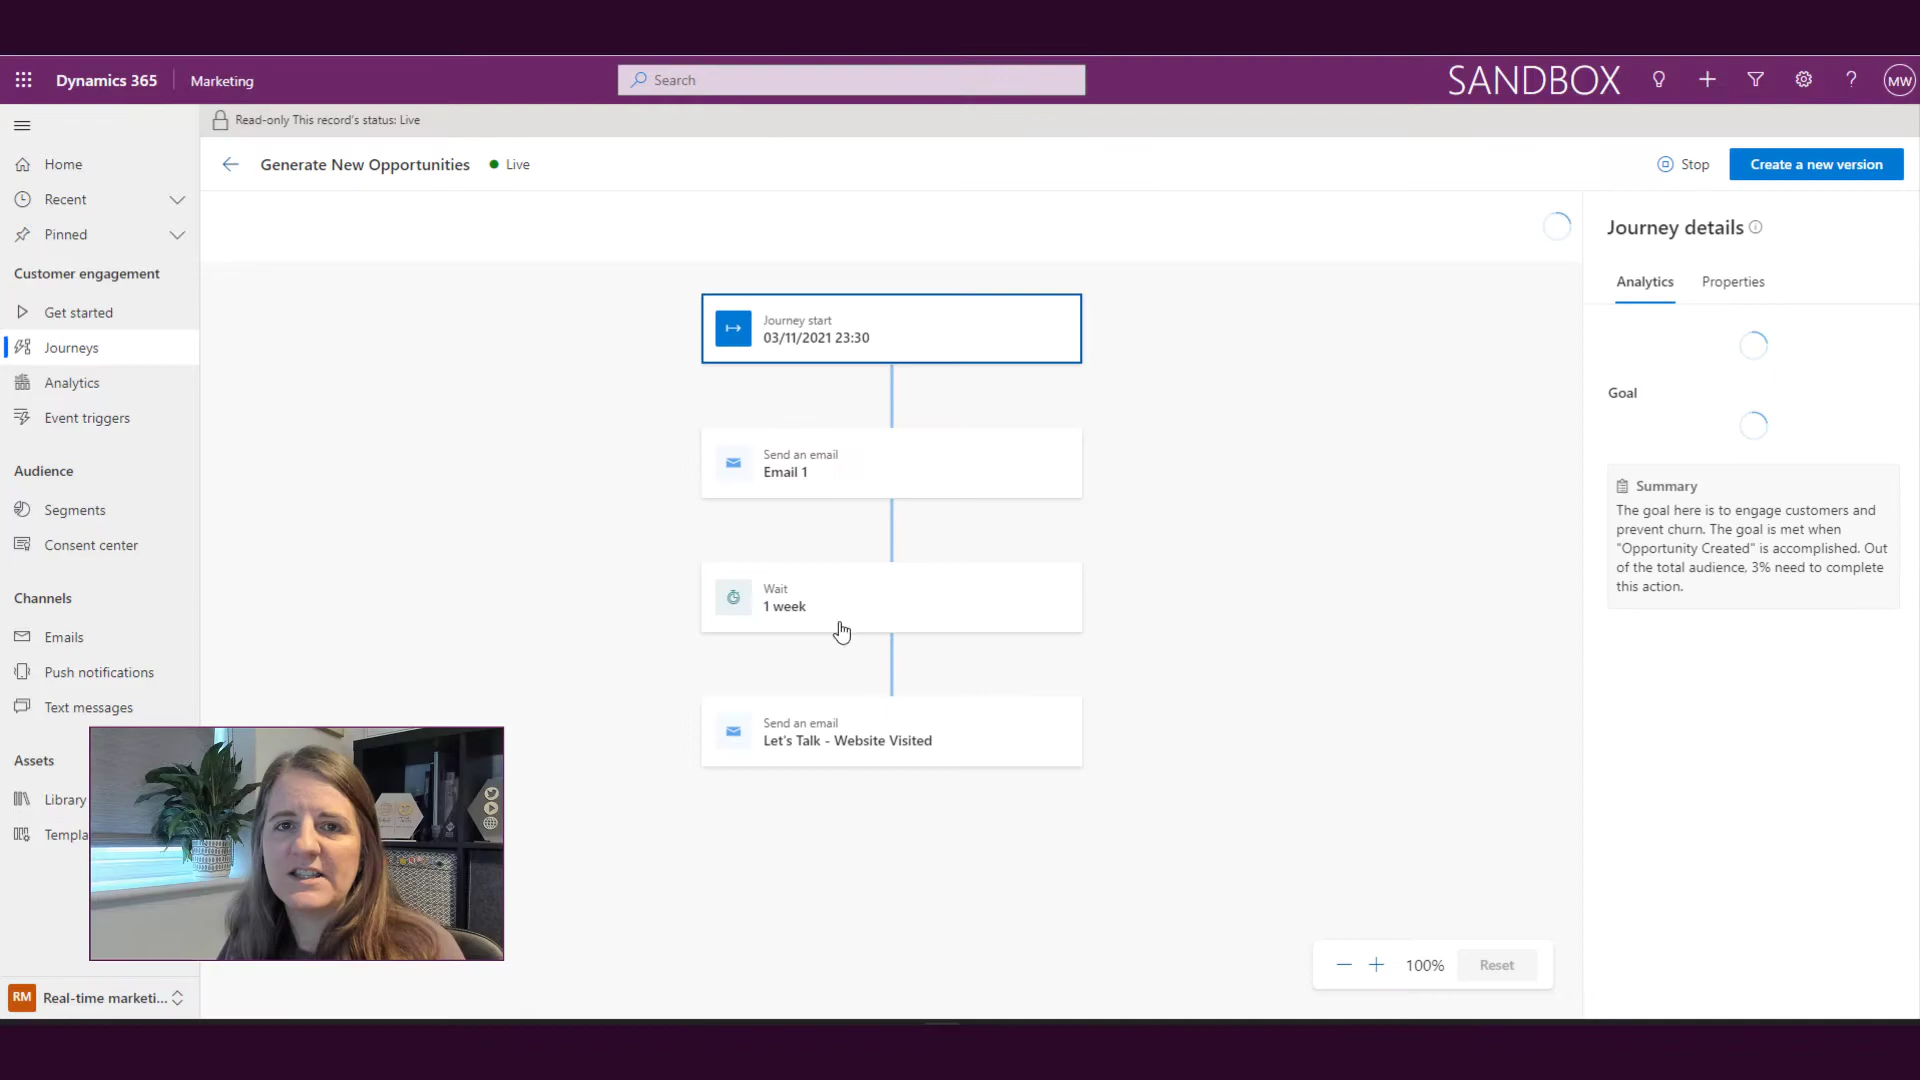 Dynamics 365
Marketing
Search
SANDBOX
MW
Read-only This record's status: Live
Home
Recent
Pinned
Customer engagement
Get started
Journeys
Analytics
Event triggers
Audience
Segments
Consent center
Channels
Emails
Push notifications
Text messages
Assets
Library
Templa
RM
Real-time marketi...
Generate New Opportunities
Live
Stop
Create a new version
Journey start
03/11/2021 23:30
Send an email
Email 1
Wait
1 week
Send an email
Let's Talk - Website Visited
100%
Reset
Journey details
Analytics
Properties
Goal
Summary
The goal here is to engage customers and
prevent churn. The goal is met when
"Opportunity Created" is accomplished. Out
of the total audience, 3% need to complete
this action.